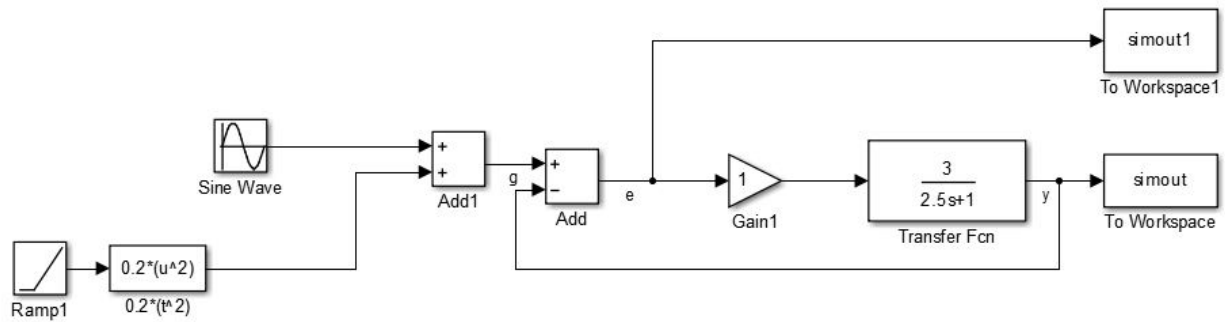 simout1
To Workspace1
Sine Wave
+
+
Add1
g
+
−
Add
e
1
Gain1
3
2.5s+1
Transfer Fcn
y
simout
To Workspace
Ramp1
0.2*(u^2)
0.2*(t^2)